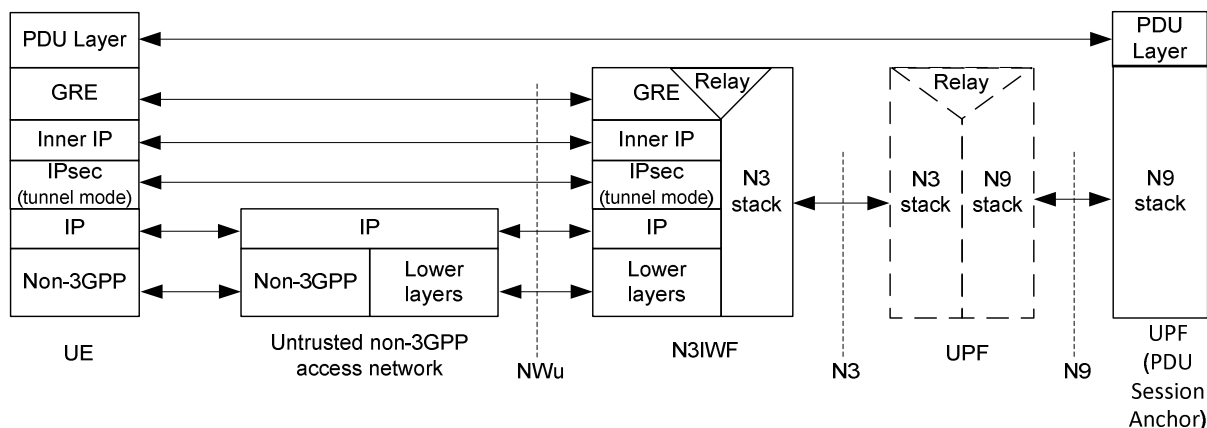 PDU Layer
GRE
Inner IP
IPsec
(tunnel mode)
IP
Non-3GPP
UE
IP
Non-3GPP
Lower
layers
Untrusted non-3GPP
access network
NWu
Relay
GRE
Inner IP
IPsec
(tunnel mode)
IP
Lower
layers
N3
stack
N3IWF
N3
Relay
N3
stack
N9
stack
UPF
N9
PDU
Layer
N9
stack
UPF
(PDU
Session
Anchor)